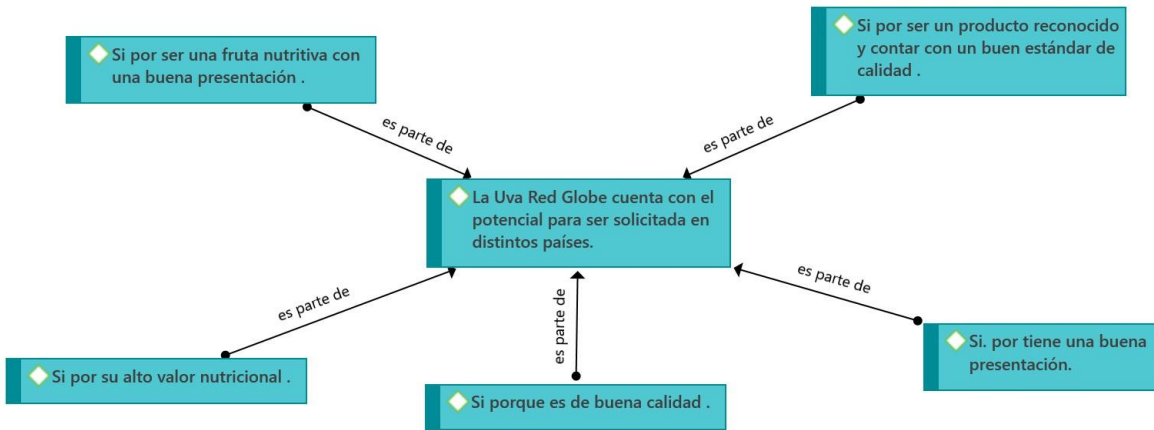 Si por ser una fruta nutritiva con
una buena presentación .
Si por ser un producto reconocido
y contar con un buen estándar de
calidad .
es parte de
es parte de
La Uva Red Globe cuenta con el
potencial para ser solicitada en
distintos países.
es parte de
es parte de
es parte de
Si por su alto valor nutricional .
Si porque es de buena calidad .
Si. por tiene una buena
presentación.